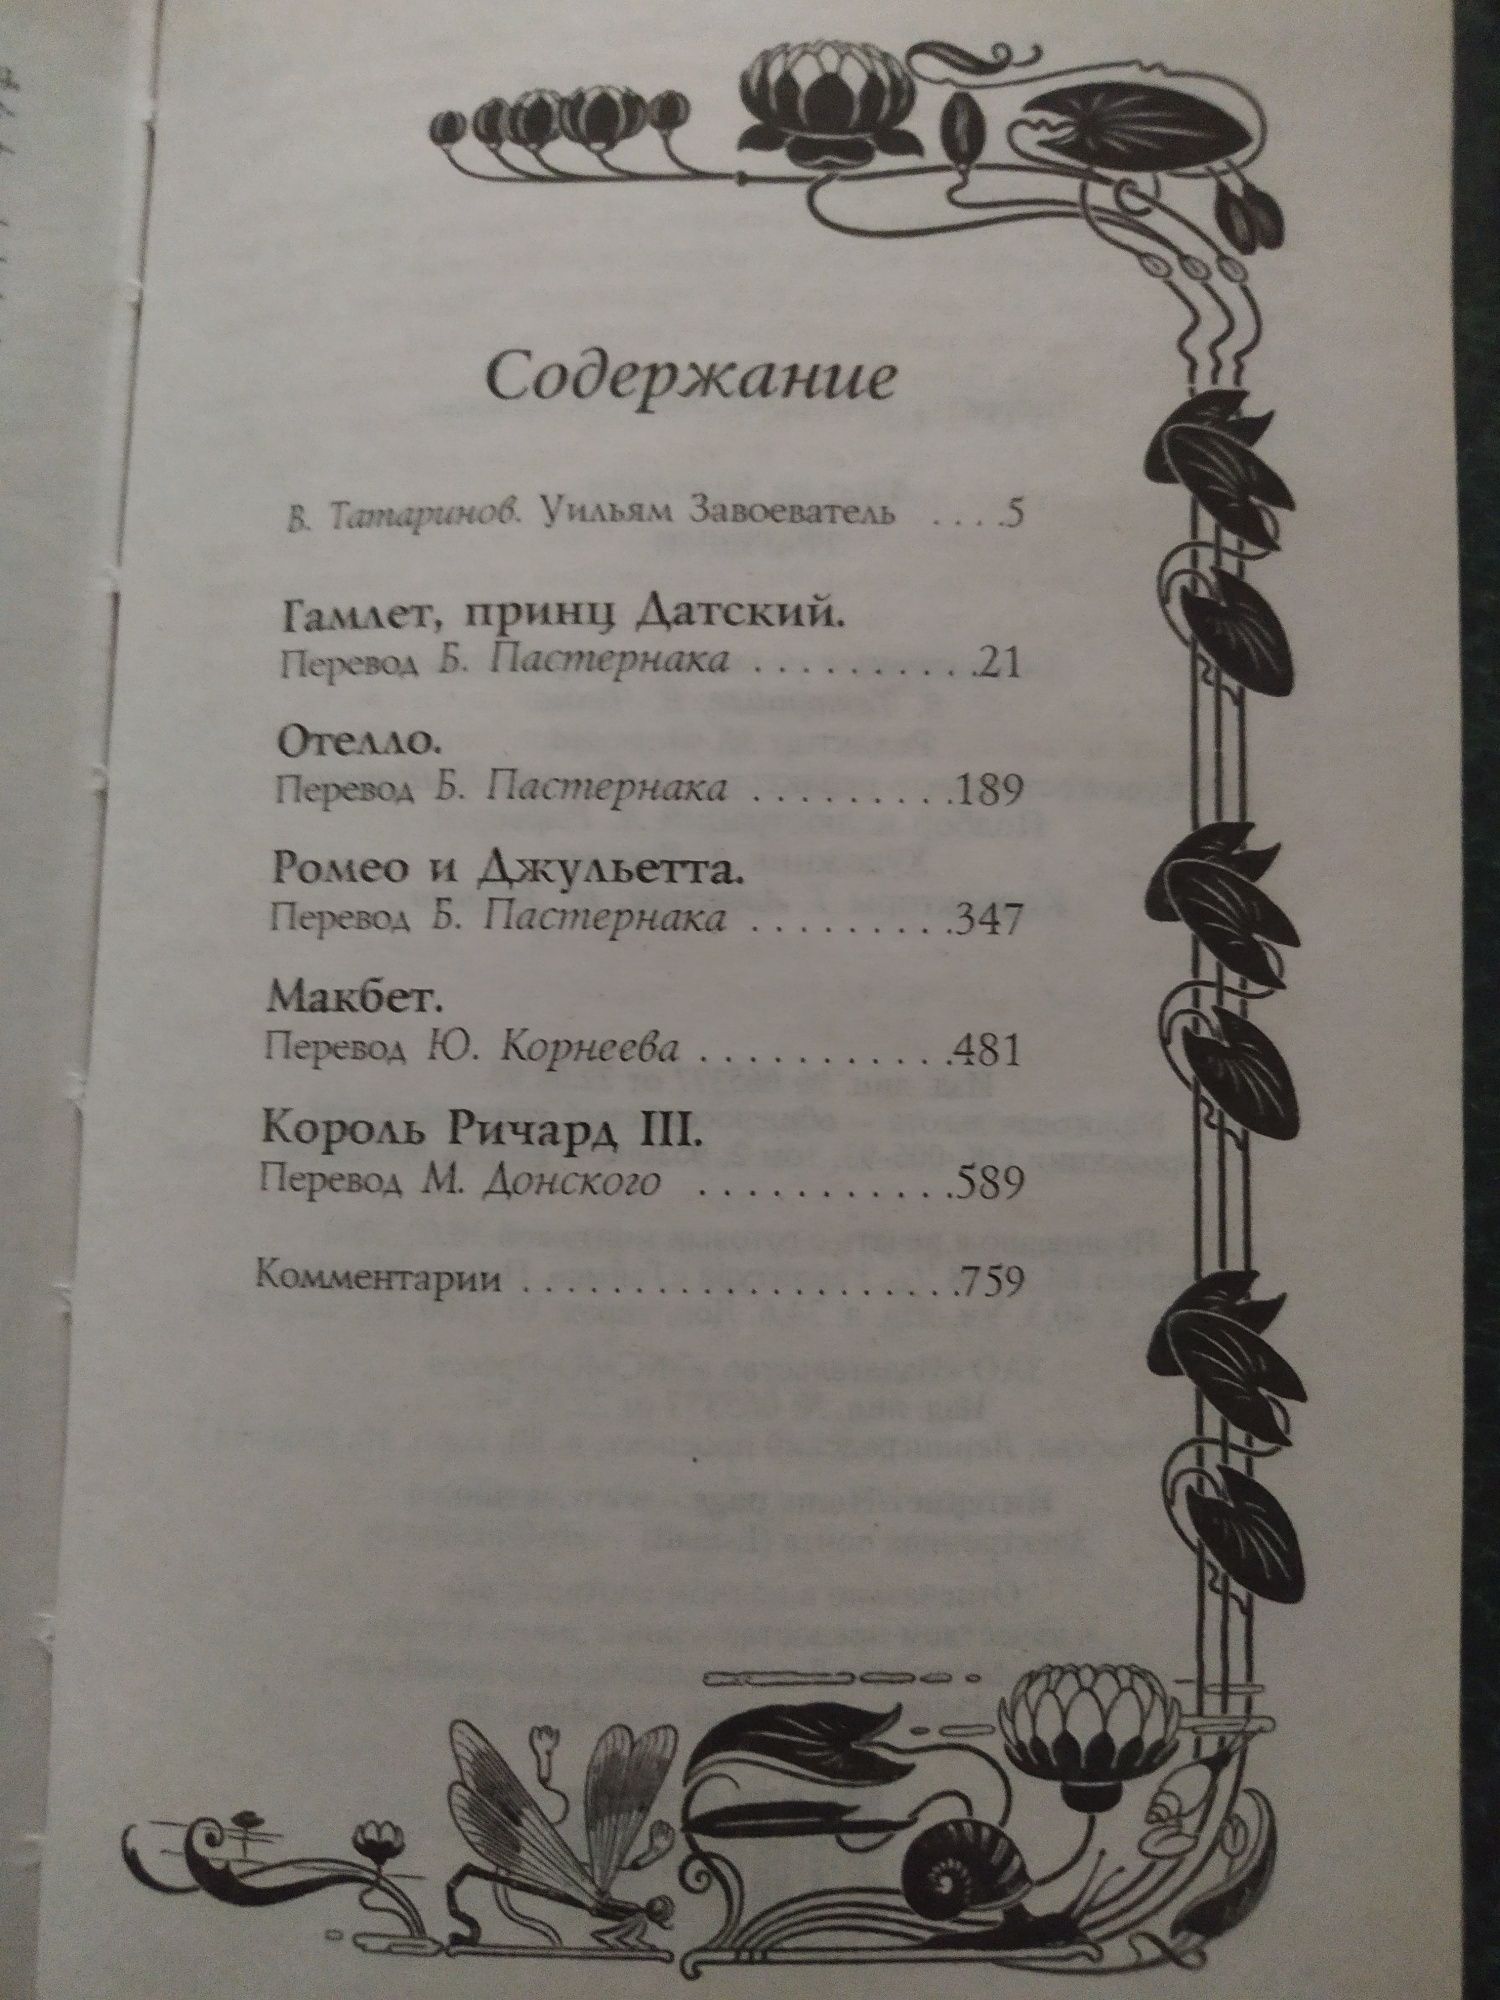 Содержание
В. Татаринов. Уильям Завоеватель ....5
Гамлет, принц Датский.
Перевод Б. Пастернака ..........21
Отелло.
Перевод Б. Пастернака .........189
Ромео и Джульетта.
Перевод Б. Пастернака .........347
Макбет.
Перевод Ю. Корнеева ...........481
Король Ричард III.
Перевод М. Донского ...........589
Комментарии ...................759